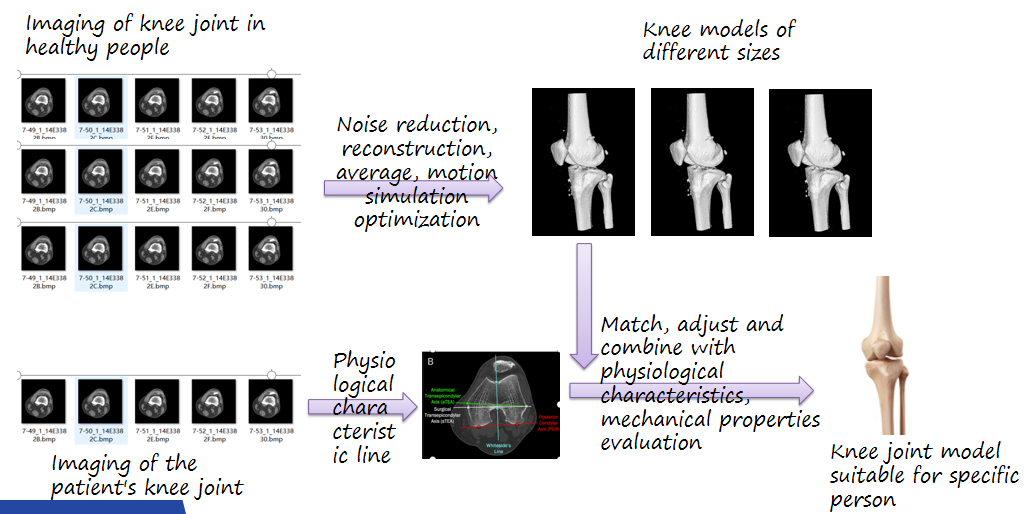 Imaging of knee joint in
healthy people
7-49_1_14E338 7-50_1_14E338 7-51_1_14E338 7-52_1_14E338 7-53_1_14E338
2B.bmp 2C.bmp 2E.bmp 2F.bmp 30.bmp
7-49_1_14E338 7-50_1_14E338 7-51_1_14E338 7-52_1_14E338 7-53_1_14E338
2B.bmp 2C.bmp 2E.bmp 2F.bmp 30.bmp
7-49_1_14E338 7-50_1_14E338 7-51_1_14E338 7-52_1_14E338 7-53_1_14E338
2B.bmp 2C.bmp 2E.bmp 2F.bmp 30.bmp
Noise reduction,
reconstruction,
average, motion
simulation
optimization
Knee models of
different sizes
7-49_1_14E338 7-50_1_14E338 7-51_1_14E338 7-52_1_14E338 7-53_1_14E338
2B.bmp 2C.bmp 2E.bmp 2F.bmp 30.bmp
Imaging of the
patient's knee joint
Physio
logical
chara
cterist
ic line
B
Anatomical
Transepicondylar
Axis (aTEA)
Surgical
Transepicondylar
Axis (sTEA)
Posterior
Condylar
Axis (PCA)
Whiteside's
Line
Match, adjust and
combine with
physiological
characteristics,
mechanical properties
evaluation
Knee joint model
suitable for specific
person